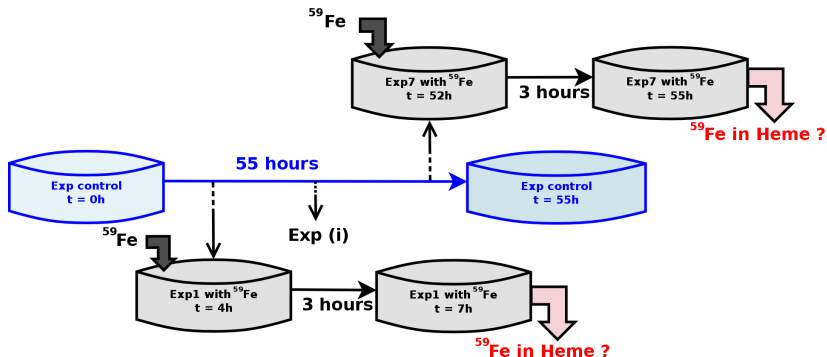 ⁵⁹Fe
Exp7 with ⁵⁹Fe
t = 52h
3 hours
Exp7 with ⁵⁹Fe
t = 55h
⁵⁹Fe in Heme ?
55 hours
Exp control
t = 0h
Exp control
t = 55h
Exp (i)
⁵⁹Fe
Exp1 with ⁵⁹Fe
t = 4h
3 hours
Exp1 with ⁵⁹Fe
t = 7h
⁵⁹Fe in Heme ?